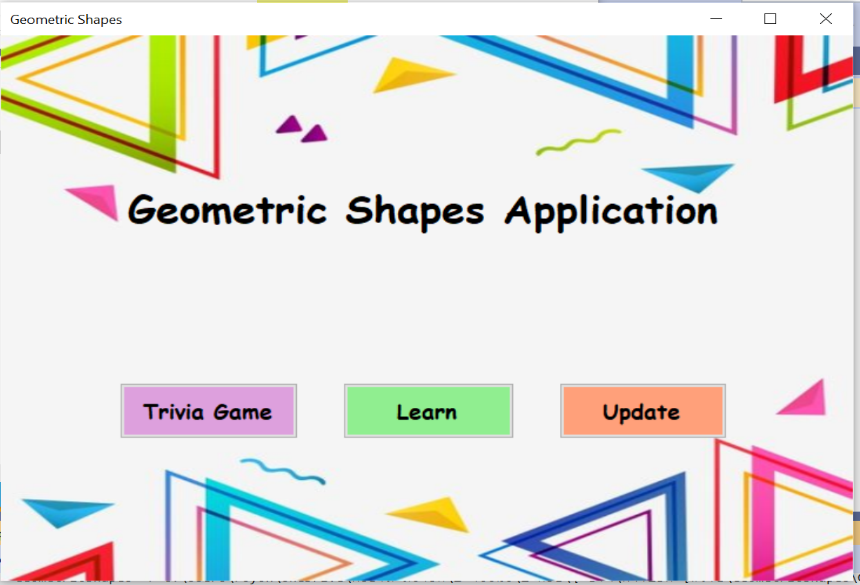 Geometric Shapes
Geometric Shapes Application
Trivia Game
Learn
Update